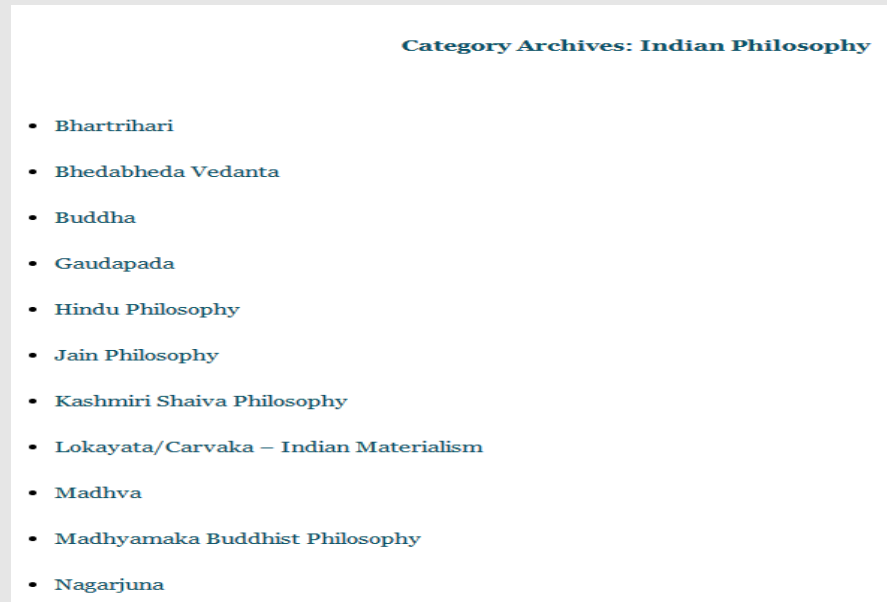 Category Archives: Indian Philosophy
Bhartrihari
Bhedabheda Vedanta
Buddha
Gaudapada
Hindu Philosophy
Jain Philosophy
Kashmiri Shaiva Philosophy
Lokayata/Carvaka – Indian Materialism
Madhva
Madhyamaka Buddhist Philosophy
Nagarjuna